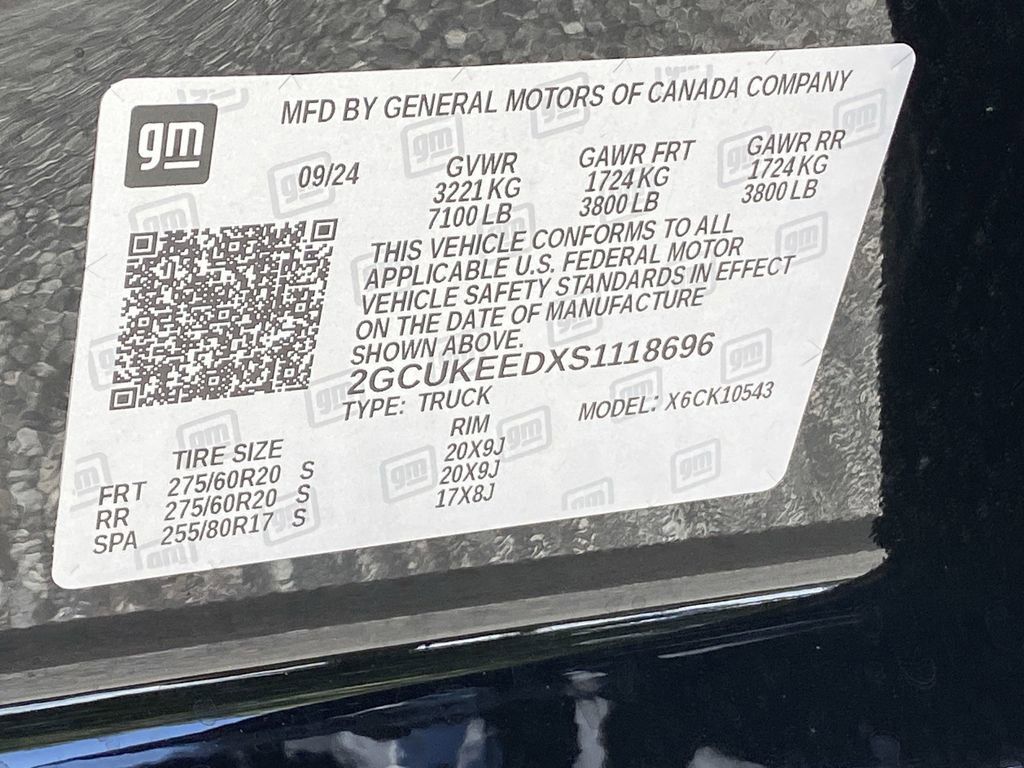 gm
MFD BY GENERAL MOTORS OF CANADA COMPANY
09/24
GVWR
3221 KG
7100 LB
GAWR FRT
1724 KG
3800 LB
GAWR RR
1724 KG
3800 LB
THIS VEHICLE CONFORMS TO ALL
APPLICABLE U.S. FEDERAL MOTOR
VEHICLE SAFETY STANDARDS IN EFFECT
ON THE DATE OF MANUFACTURE
SHOWN ABOVE.
2GCUKEEDXS1118696
TYPE: TRUCK MODEL: X6CK10543
TIRE SIZE RIM
FRT 275/60R20 S 20X9J
RR 275/60R20 S 20X9J
SPA 255/80R17 S 17X8J